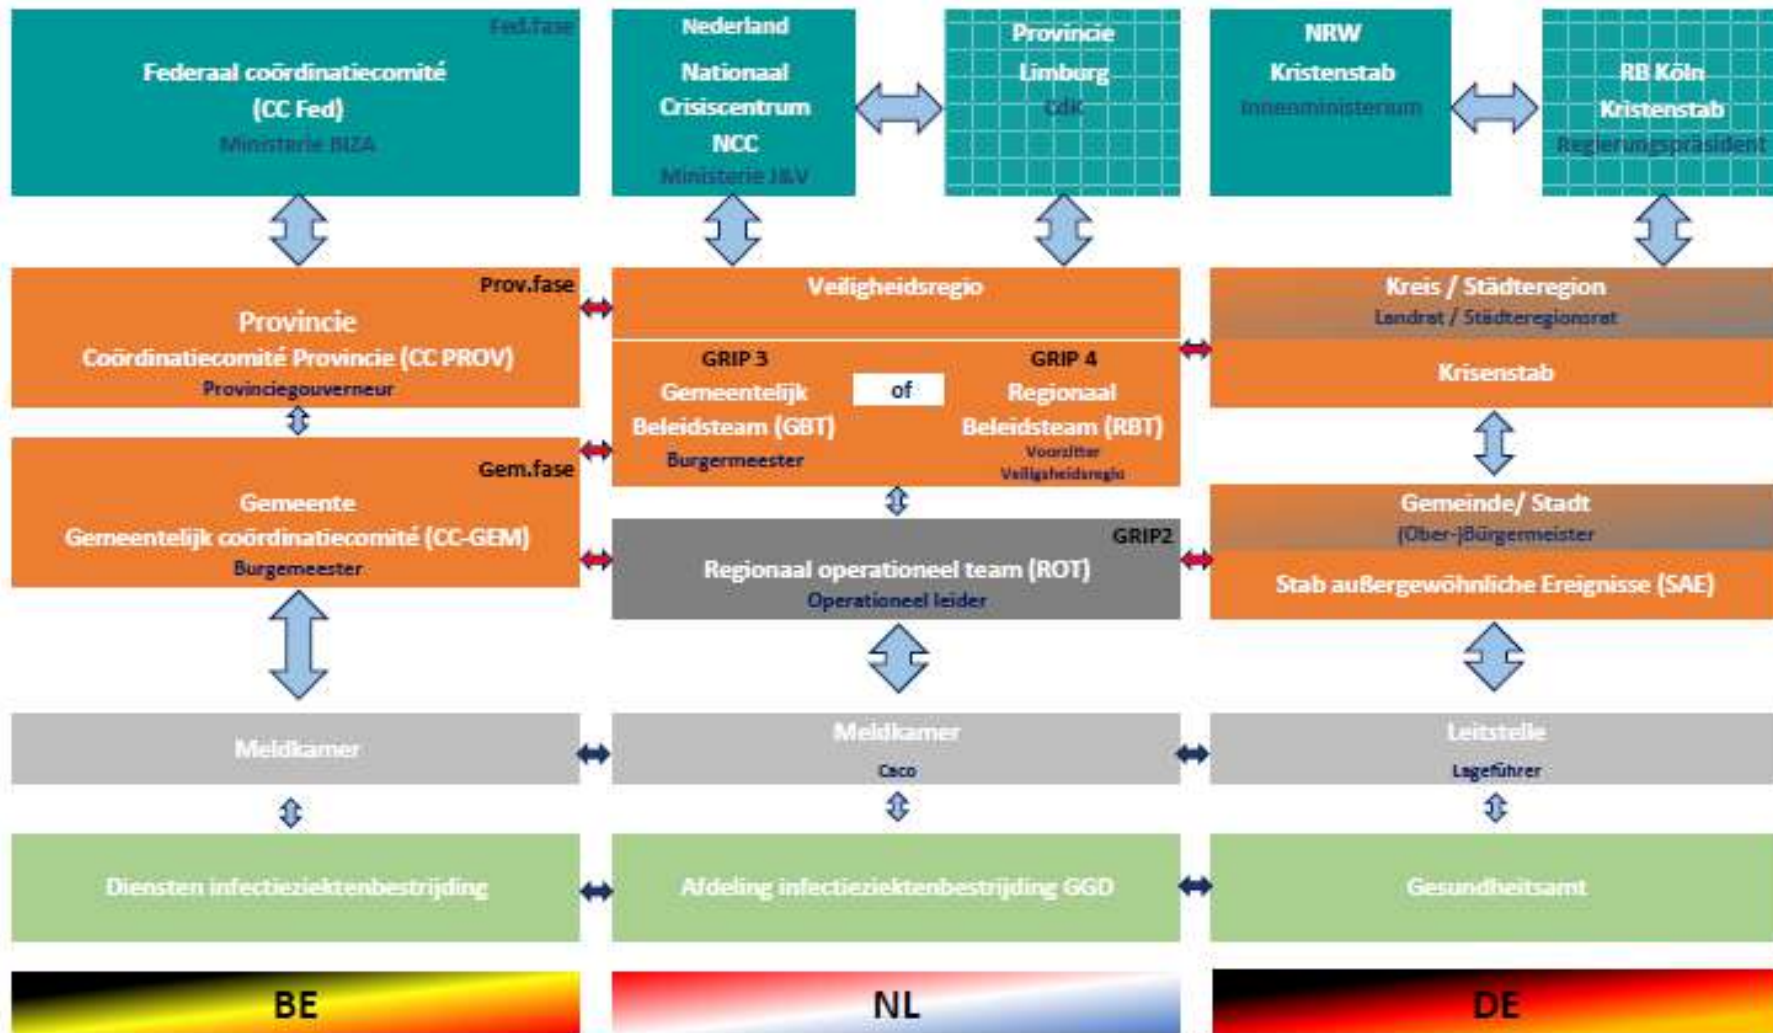 Fed.fase
Federaal coördinatiecomité
(CC Fed)
Ministerie BIZA
Nederland
Nationaal
Crisiscentrum
NCC
Ministerie J&V
Provincie
Limburg
CdK
NRW
Kristenstab
Innenministerium
RB Köln
Kristenstab
Regierungspräsident
Prov.fase
Provincie
Coördinatiecomité Provincie (CC PROV)
Provinciegouverneur
Veiligheidsregio
GRIP 3
Gemeentelijk
Beleidsteam (GBT)
Burgermeester
of
GRIP 4
Regionaal
Beleidsteam (RBT)
Voorzitter
Veiligheidsregio
Kreis / Städteregion
Landrat / Städteregionsrat
Krisenstab
Gem.fase
Gemeente
Gemeentelijk coördinatiecomité (CC-GEM)
Burgemeester
GRIP2
Regionaal operationeel team (ROT)
Operationeel leider
Gemeinde/ Stadt
(Ober-)Bürgermeister
Stab außergewöhnliche Ereignisse (SAE)
Meldkamer
Meldkamer
Caco
Leitstelle
Lageführer
Diensten infectieziektenbestrijding
Afdeling infectieziektenbestrijding GGD
Gesundheitsamt
BE
NL
DE